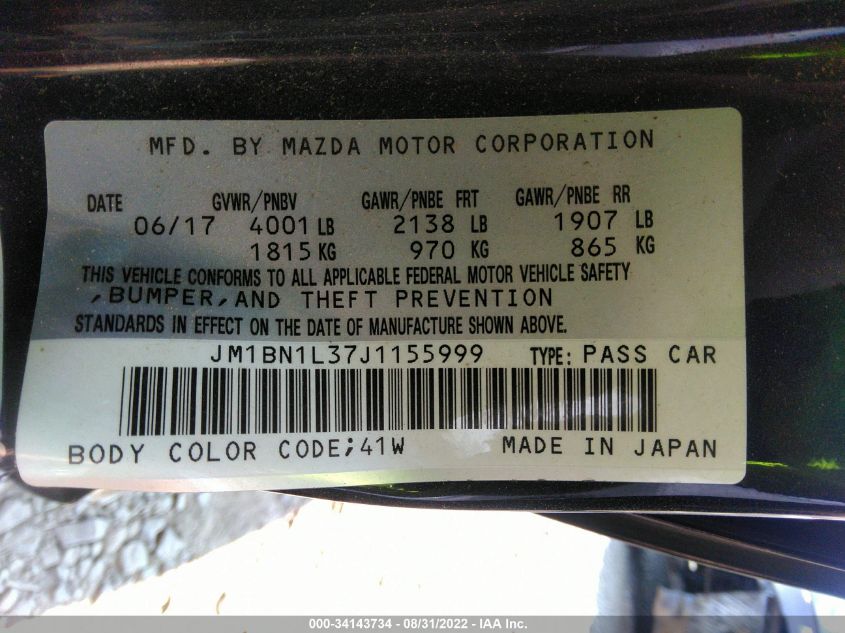 MFD. BY MAZDA MOTOR CORPORATION
DATE GVWR/PNBV GAWR/PNBE FRT GAWR/PNBE RR
06/17 4001 LB 2138 LB 1907 LB
1815 KG 970 KG 865 KG
THIS VEHICLE CONFORMS TO ALL APPLICABLE FEDERAL MOTOR VEHICLE SAFETY
,BUMPER,AND THEFT PREVENTION
STANDARDS IN EFFECT ON THE DATE OF MANUFACTURE SHOWN ABOVE.
JM1BN1L37J1155999 TYPE: PASS CAR
BODY COLOR CODE;41W MADE IN JAPAN
000-34143734 - 08/31/2022 - IAA Inc.